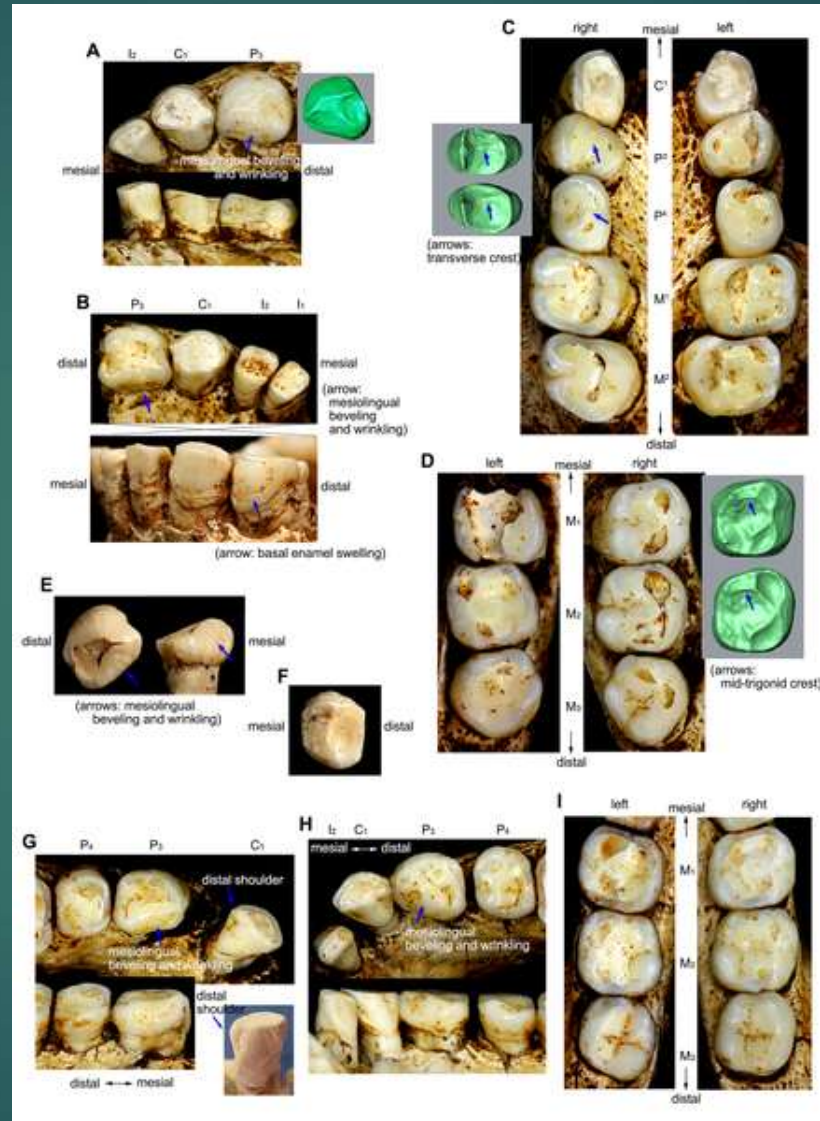 A
I₂ C₁ P₃
mesiolingual beveling
and wrinkling
mesial
distal
B
P₃ C₁ I₂ I₁
distal
mesial
(arrow:
mesiolingual
beveling
and wrinkling)
mesial
distal
(arrow: basal enamel swelling)
C
right
mesial
left
C¹
P³
P⁴
M¹
M²
distal
(arrows:
transverse crest)
D
left
mesial
right
M₁
M₂
M₃
distal
(arrows:
mid-trigonid crest)
E
distal
mesial
(arrows: mesiolingual
beveling and wrinkling)
F
mesial
distal
G
P₄ P₃ C₁
distal shoulder
mesiolingual
beveling and wrinkling
distal
shoulder
distal ⟷ mesial
H
I₂ C₁ P₃ P₄
mesial ⟷ distal
mesiolingual
beveling and wrinkling
I
left
mesial
right
M₁
M₂
M₃
distal